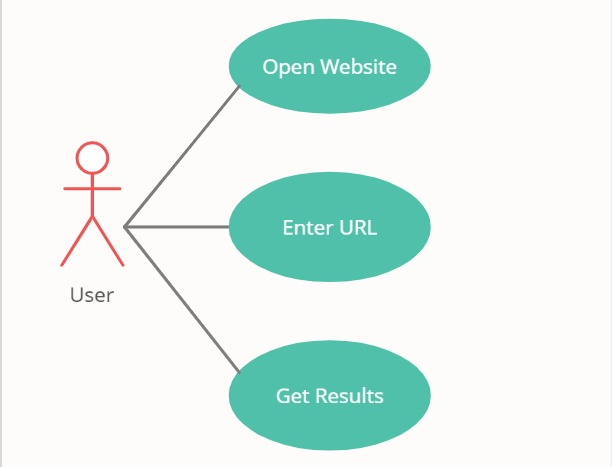 Open Website
Enter URL
User
Get Results